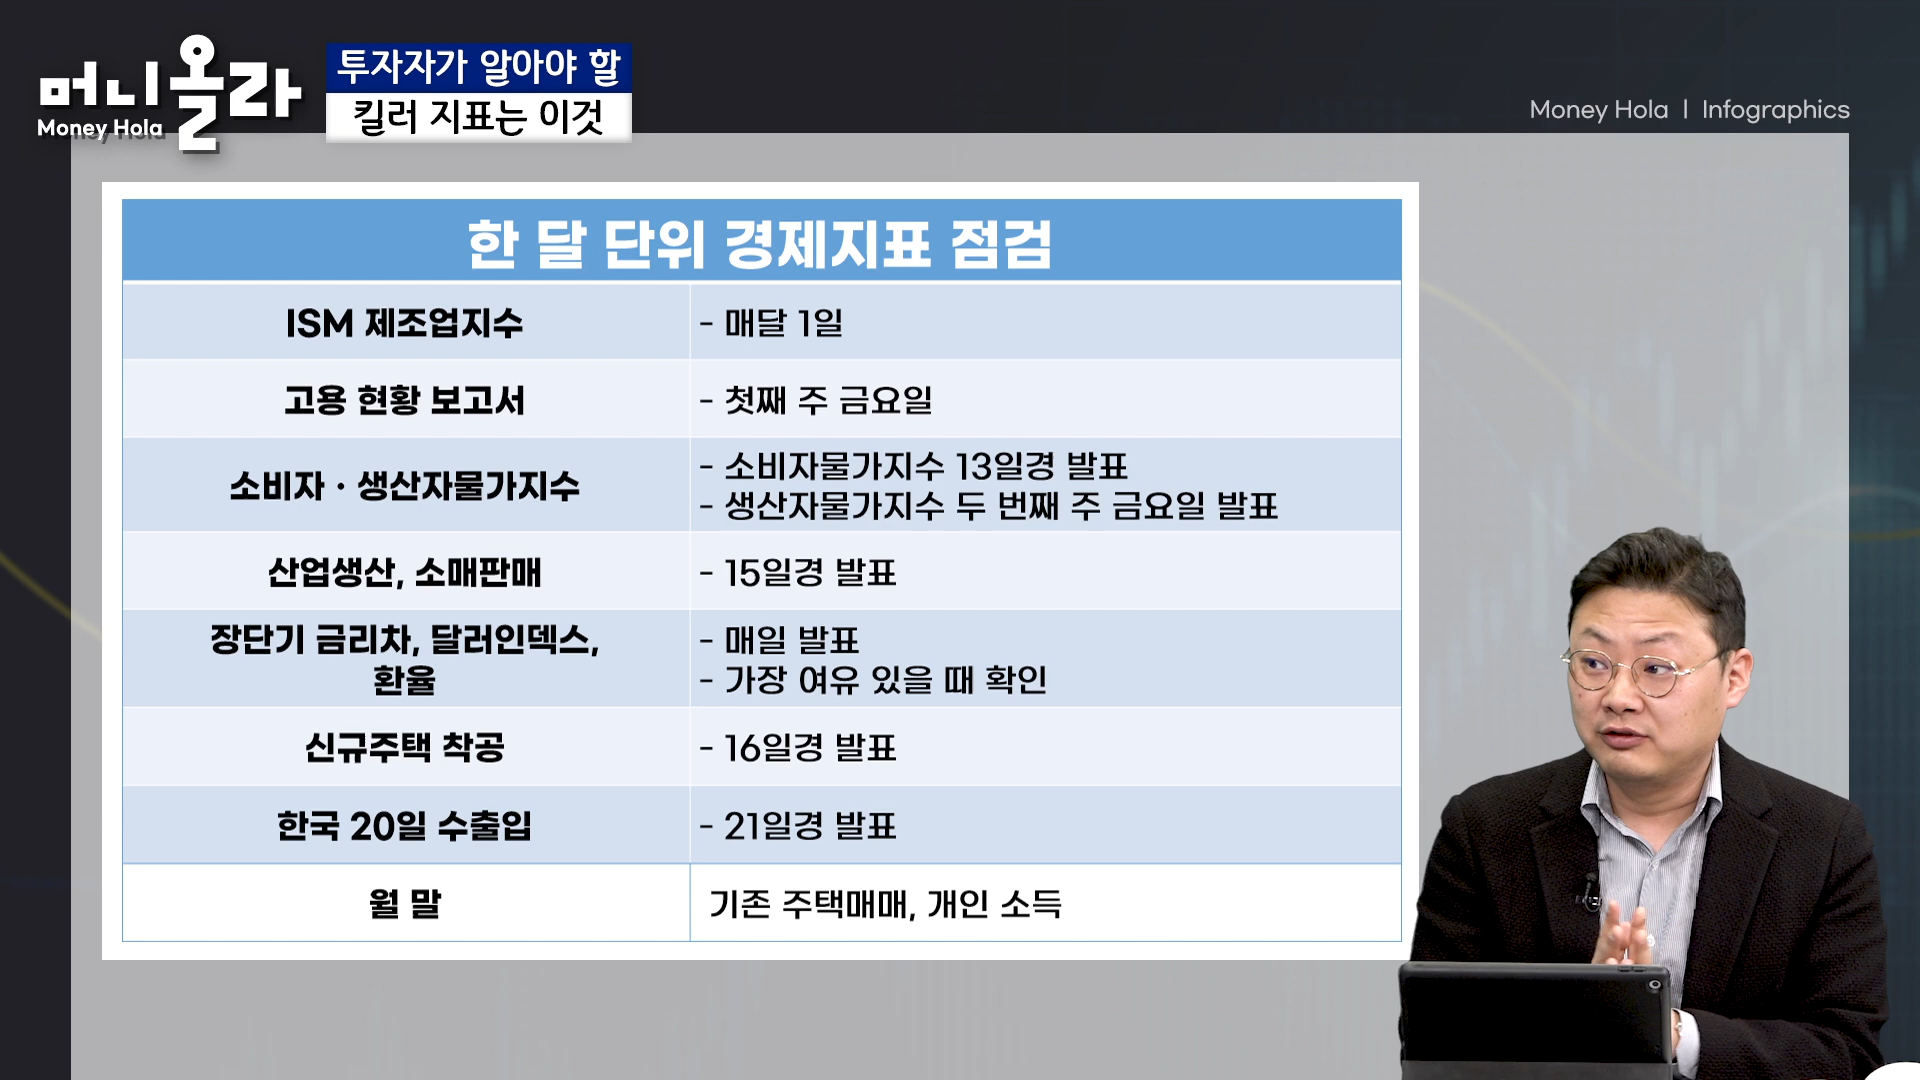 머니올라
Money Hola
투자자가 알아야 할
킬러 지표는 이것
Money Hola | Infographics
한 달 단위 경제지표 점검
ISM 제조업지수
- 매달 1일
고용 현황 보고서
- 첫째 주 금요일
소비자 · 생산자물가지수
- 소비자물가지수 13일경 발표
- 생산자물가지수 두 번째 주 금요일 발표
산업생산, 소매판매
- 15일경 발표
장단기 금리차, 달러인덱스,
환율
- 매일 발표
- 가장 여유 있을 때 확인
신규주택 착공
- 16일경 발표
한국 20일 수출입
- 21일경 발표
월 말
기존 주택매매, 개인 소득